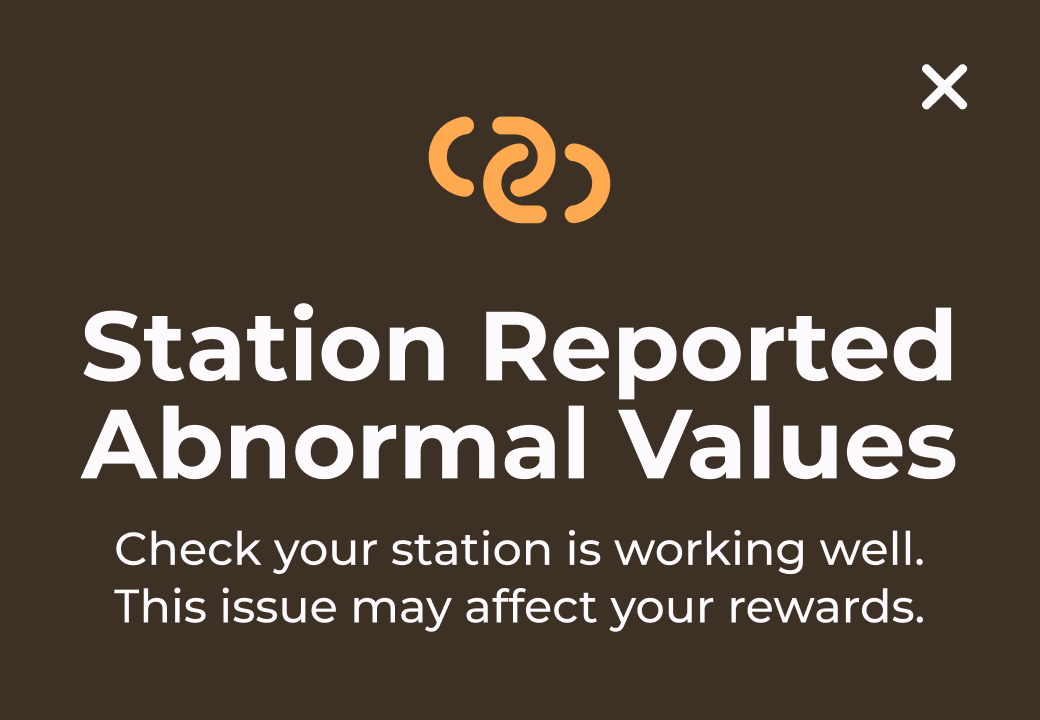 Station Reported
Abnormal Values
Check your station is working well.
This issue may affect your rewards.